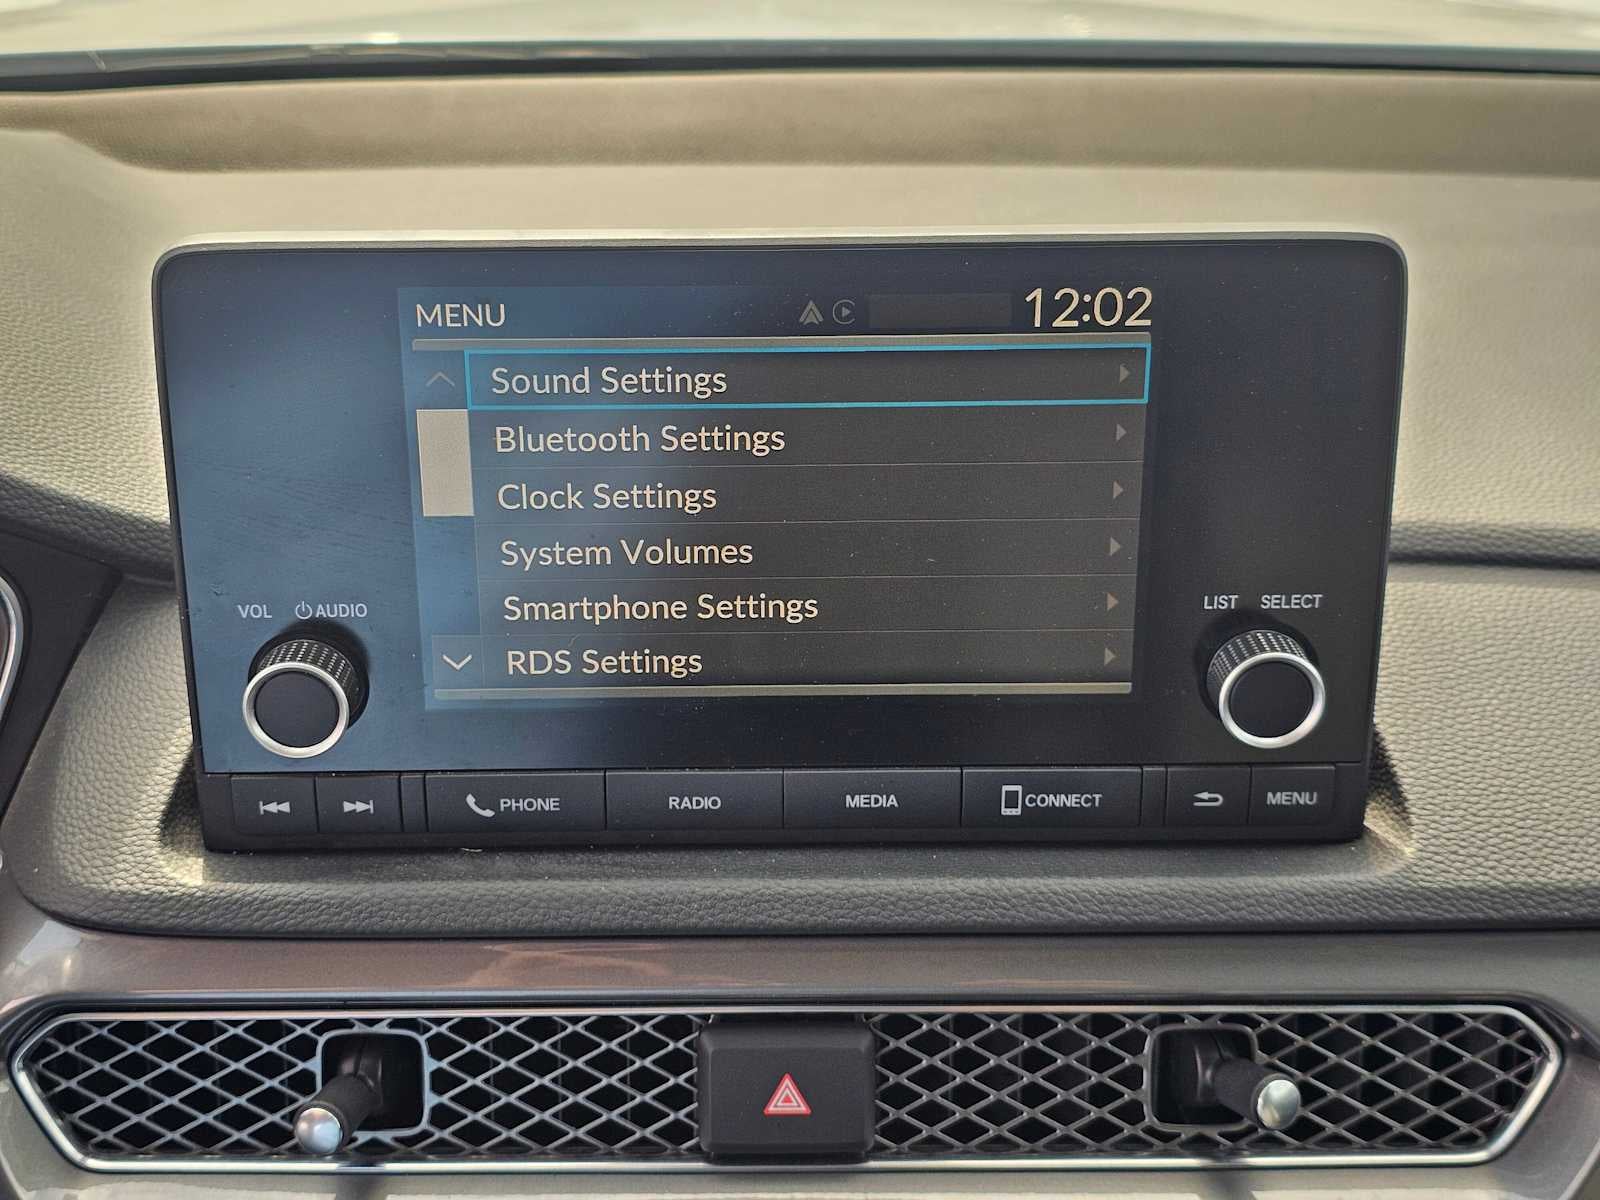 MENU 12:02
Sound Settings
Bluetooth Settings
Clock Settings
System Volumes
Smartphone Settings
RDS Settings
VOL AUDIO
LIST SELECT
PHONE RADIO MEDIA CONNECT MENU